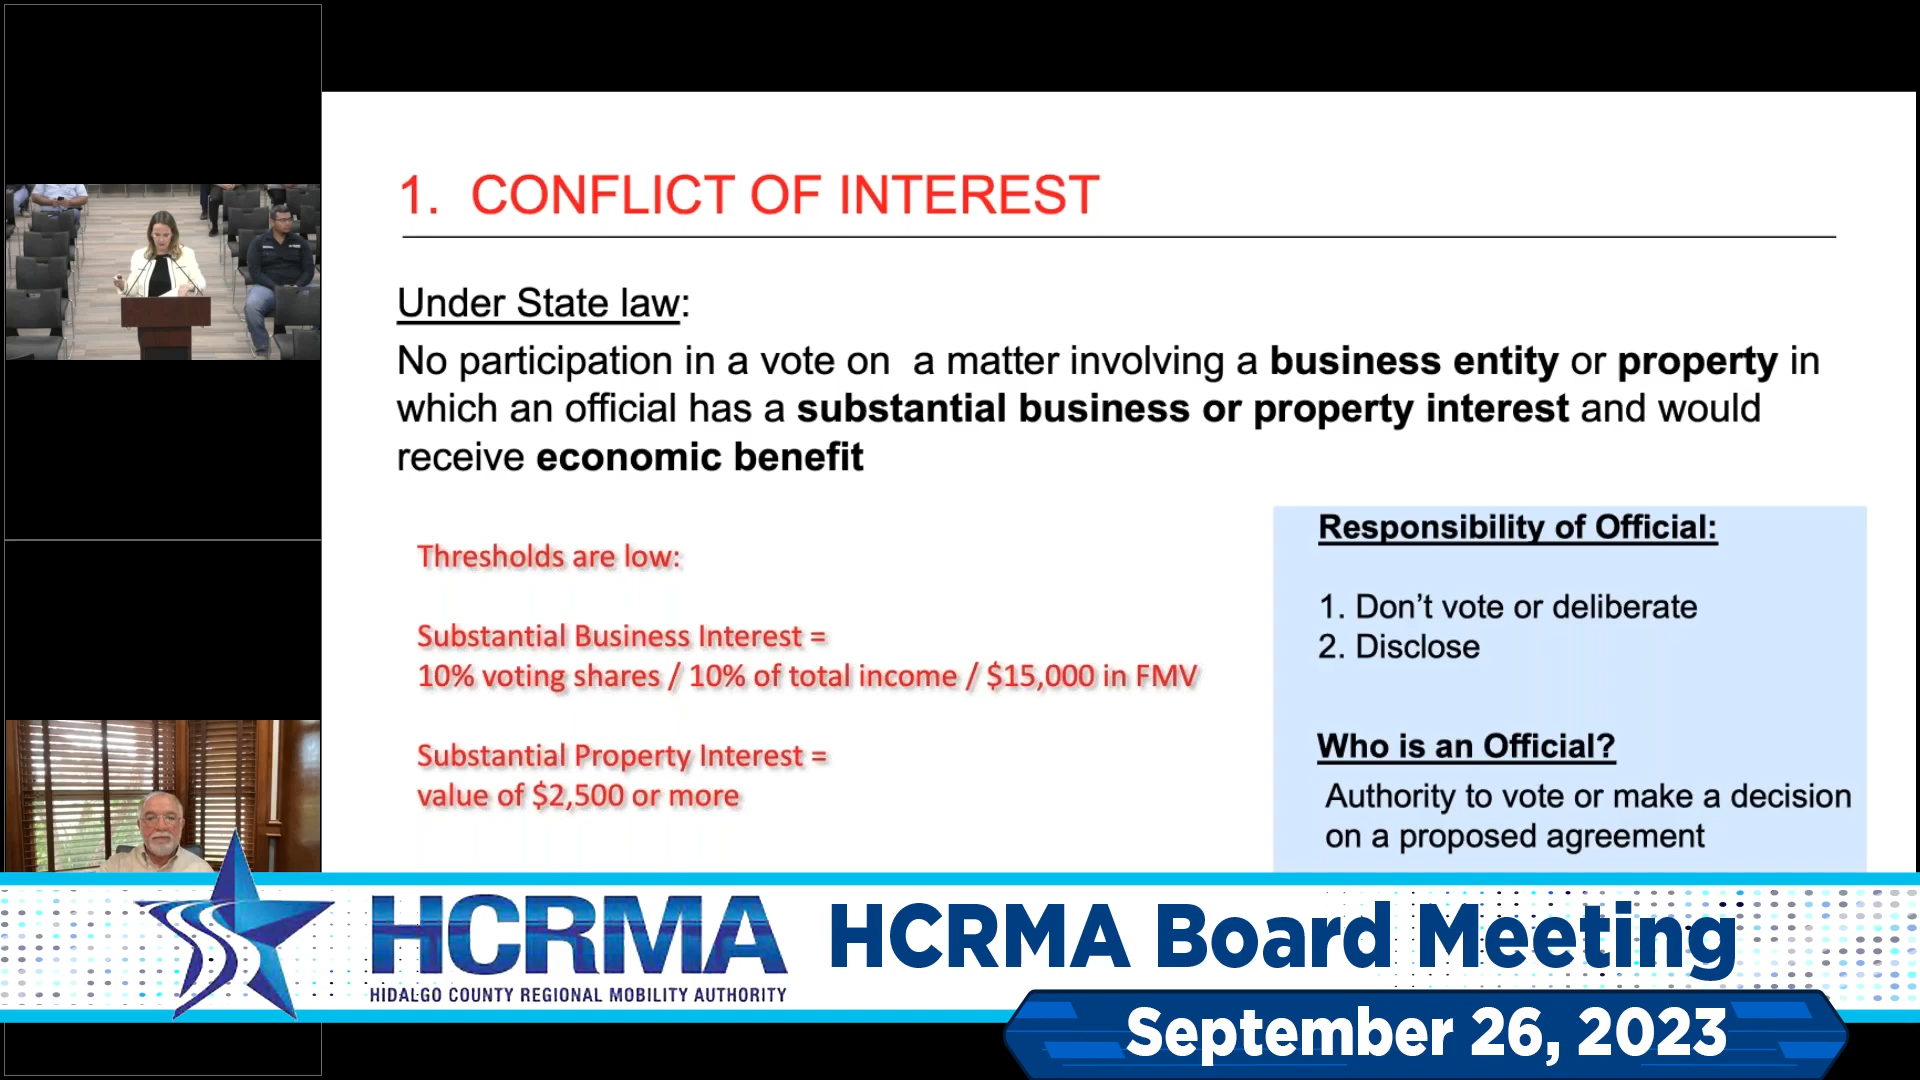 1. CONFLICT OF INTEREST
Under State law:
No participation in a vote on a matter involving a business entity or property in
which an official has a substantial business or property interest and would
receive economic benefit
Thresholds are low:
Substantial Business Interest =
10% voting shares / 10% of total income / $15,000 in FMV
Substantial Property Interest =
value of $2,500 or more
Responsibility of Official:
1. Don't vote or deliberate
2. Disclose
Who is an Official?
Authority to vote or make a decision
on a proposed agreement
HCRMA
HIDALGO COUNTY REGIONAL MOBILITY AUTHORITY
HCRMA Board Meeting
September 26, 2023